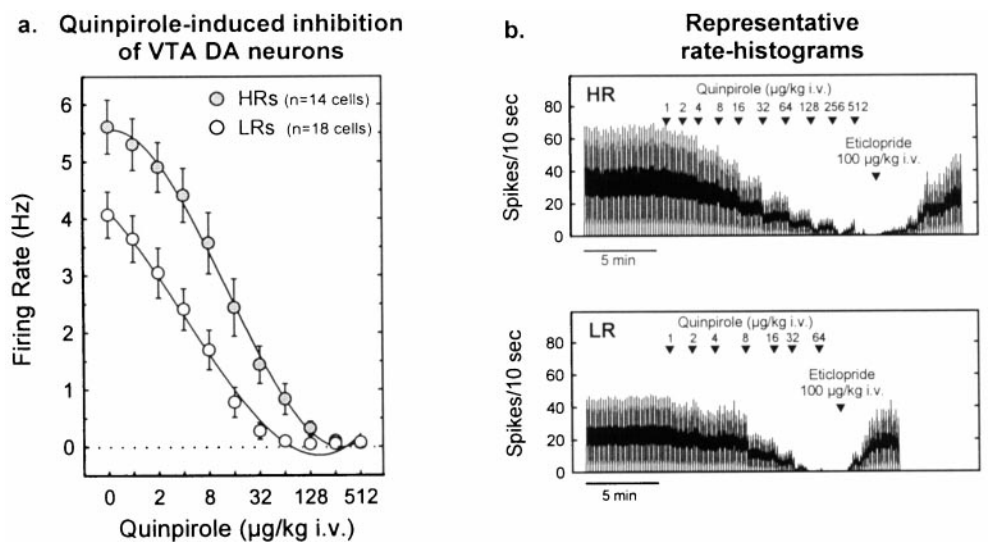 a. Quinpirole-induced inhibition
of VTA DA neurons
HRs (n=14 cells)
LRs (n=18 cells)
Firing Rate (Hz)
6
5
4
3
2
1
0
0 2 8 32 128 512
Quinpirole (µg/kg i.v.)
b. Representative
rate-histograms
HR
Quinpirole (µg/kg i.v.)
1 2 4 8 16 32 64 128 256 512
Eticlopride
100 µg/kg i.v.
Spikes/10 sec
80
60
40
20
0
5 min
LR
Quinpirole (µg/kg i.v.)
1 2 4 8 16 32 64
Eticlopride
100 µg/kg i.v.
Spikes/10 sec
80
60
40
20
0
5 min